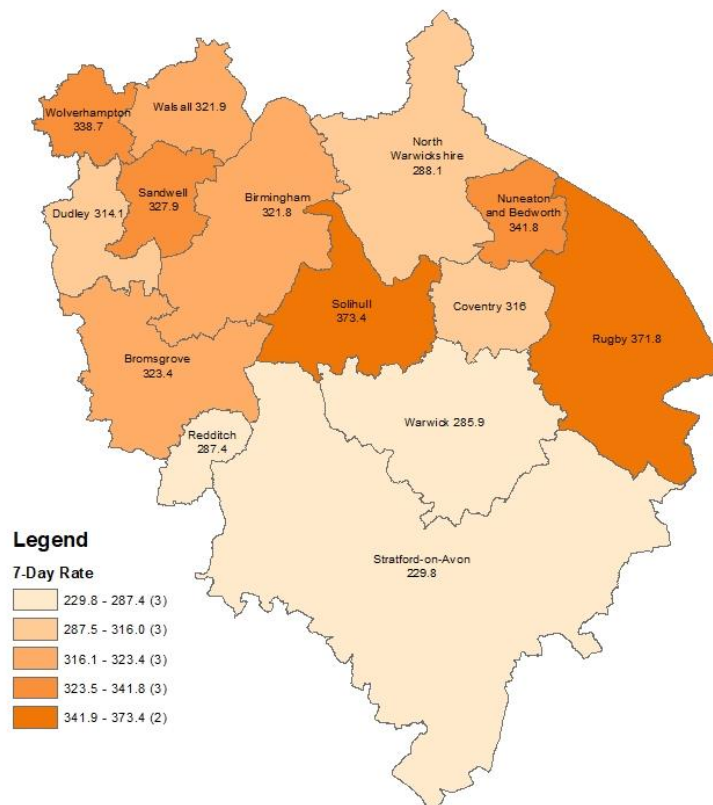 Wolverhampton
338.7
Walsall 321.9
North
Warwickshire
288.1
Dudley 314.1
Sandwell
327.9
Birmingham
321.8
Nuneaton
and Bedworth
341.8
Solihull
373.4
Coventry 316
Rugby 371.8
Bromsgrove
323.4
Redditch
287.4
Warwick 285.9
Stratford-on-Avon
229.8
Legend
7-Day Rate
229.8 - 287.4 (3)
287.5 - 316.0 (3)
316.1 - 323.4 (3)
323.5 - 341.8 (3)
341.9 - 373.4 (2)